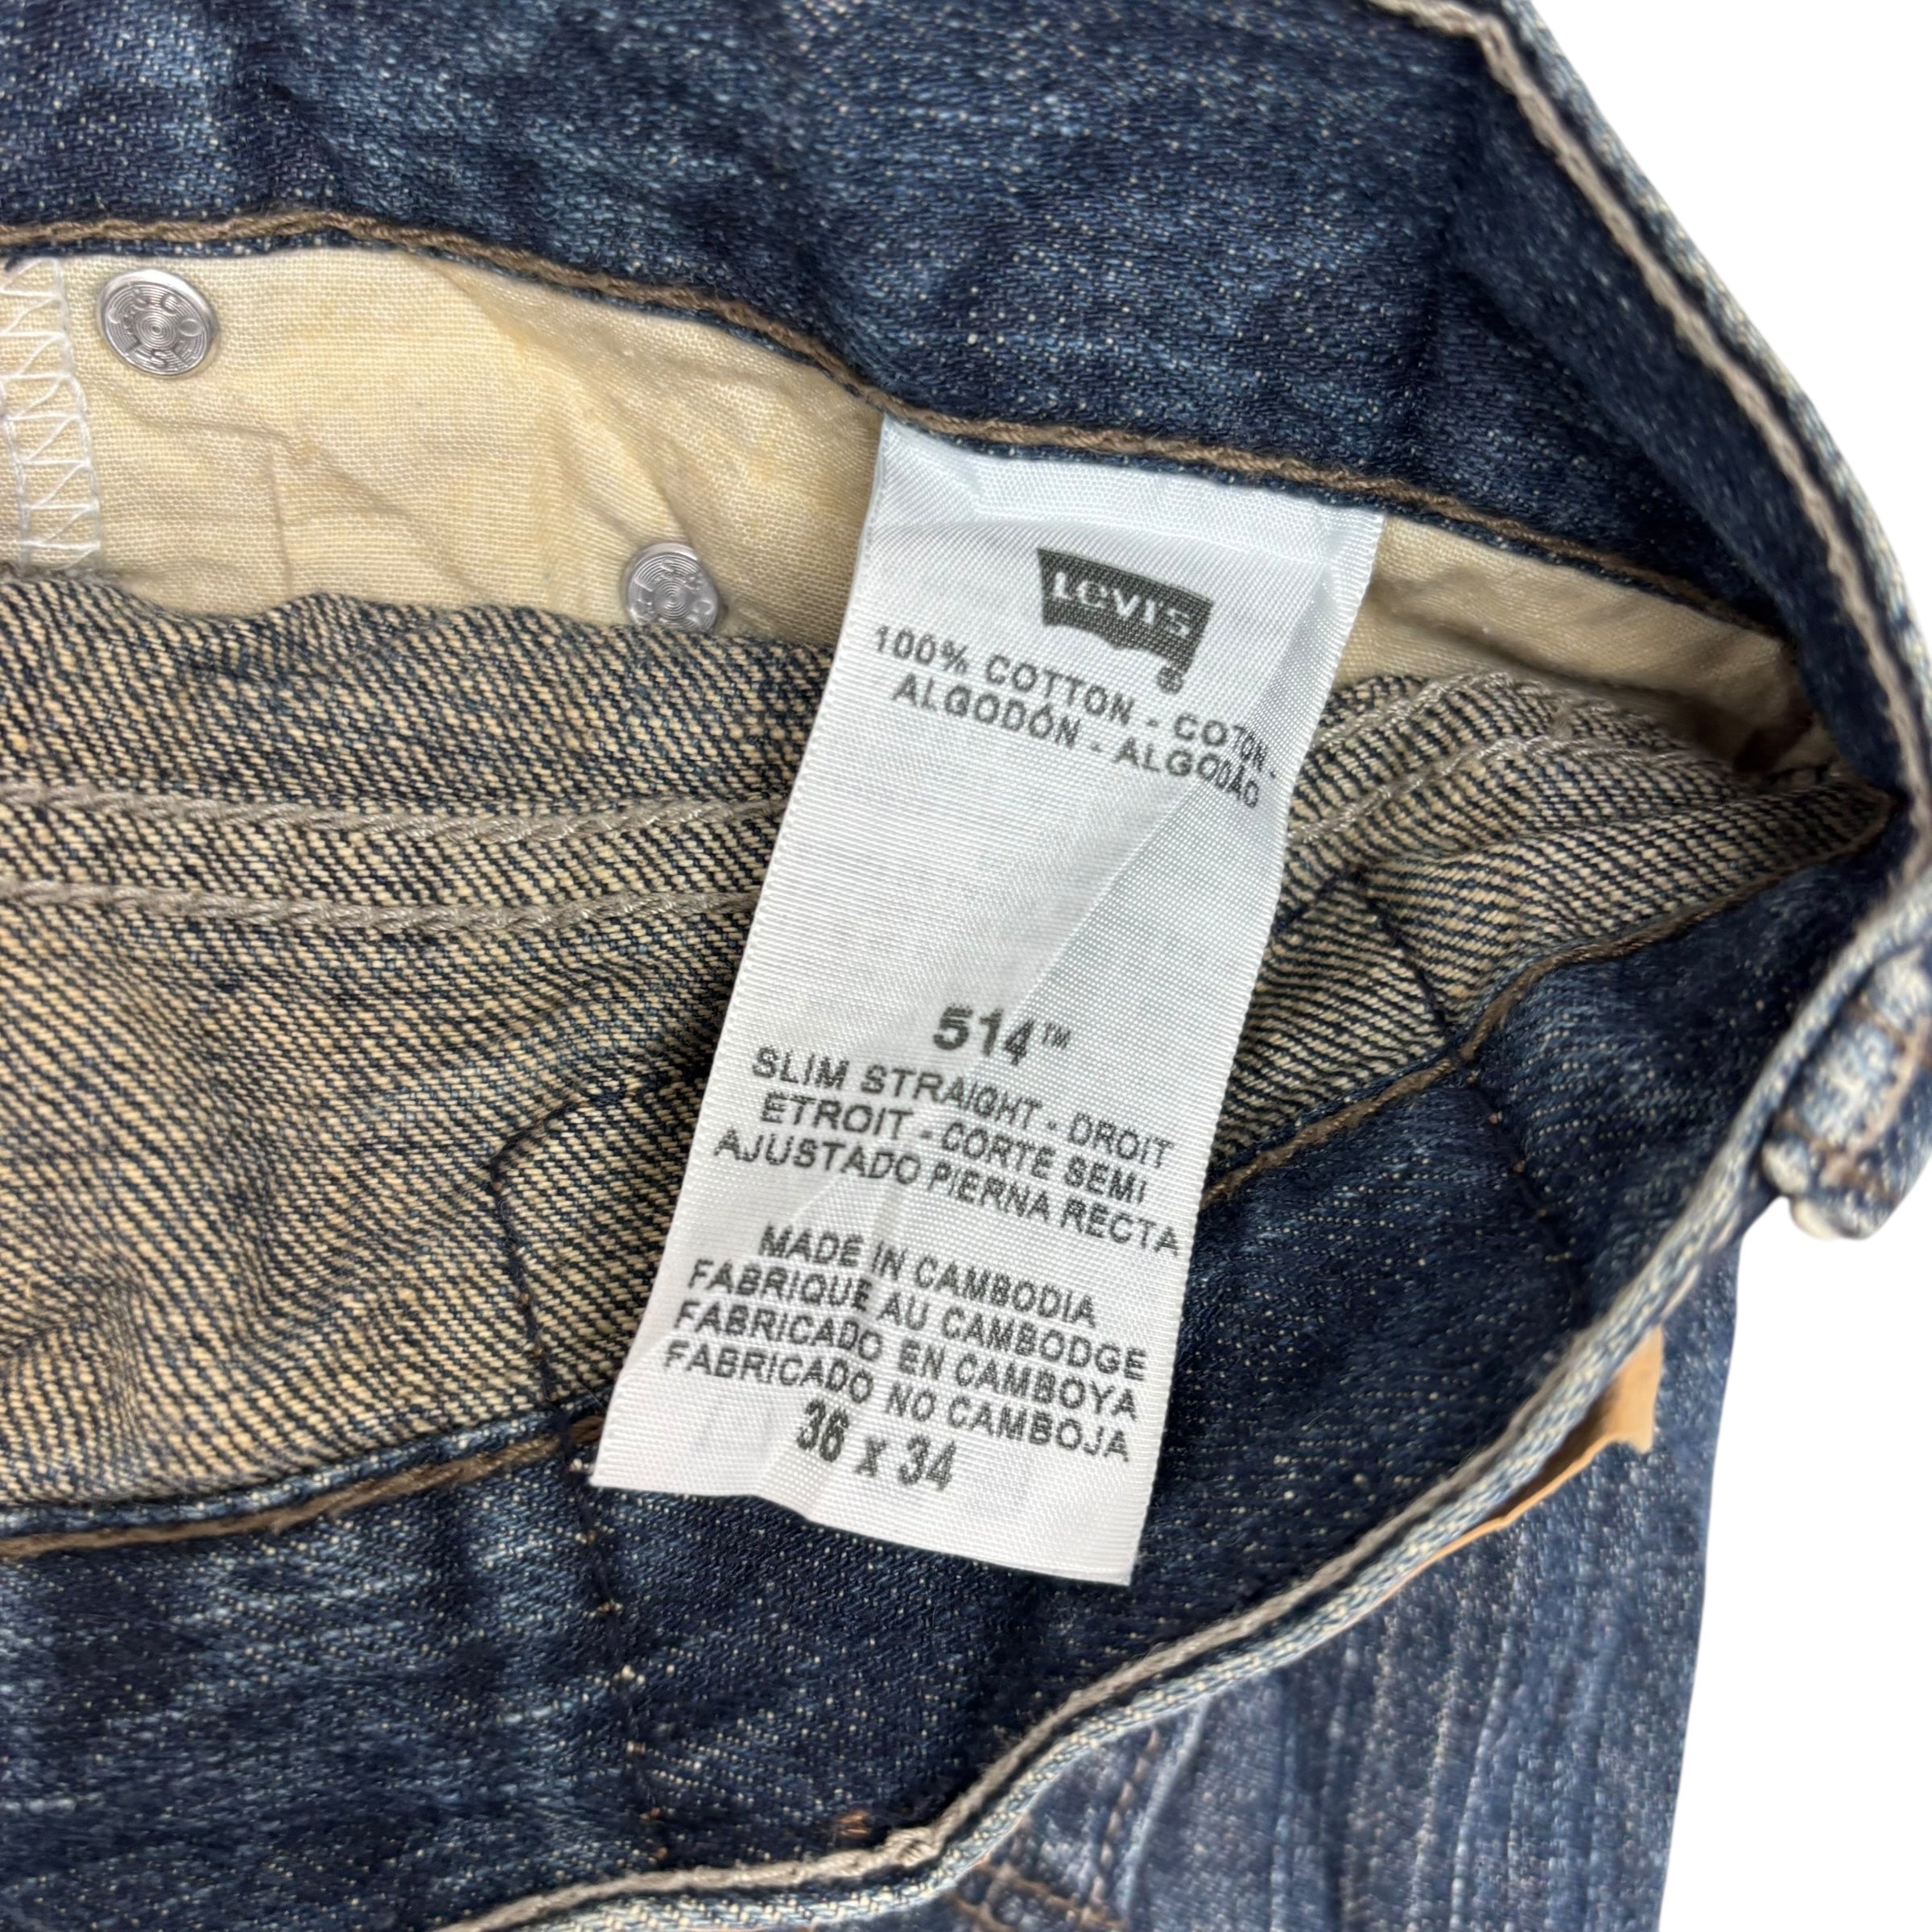 Levi's
®
100% COTTON - COTON -
ALGODÓN - ALGODÃO
514™
SLIM STRAIGHT - DROIT
ETROIT - CORTE SEMI
AJUSTADO PIERNA RECTA
MADE IN CAMBODIA
FABRIQUE AU CAMBODGE
FABRICADO EN CAMBOYA
FABRICADO NO CAMBOJA
36 x 34